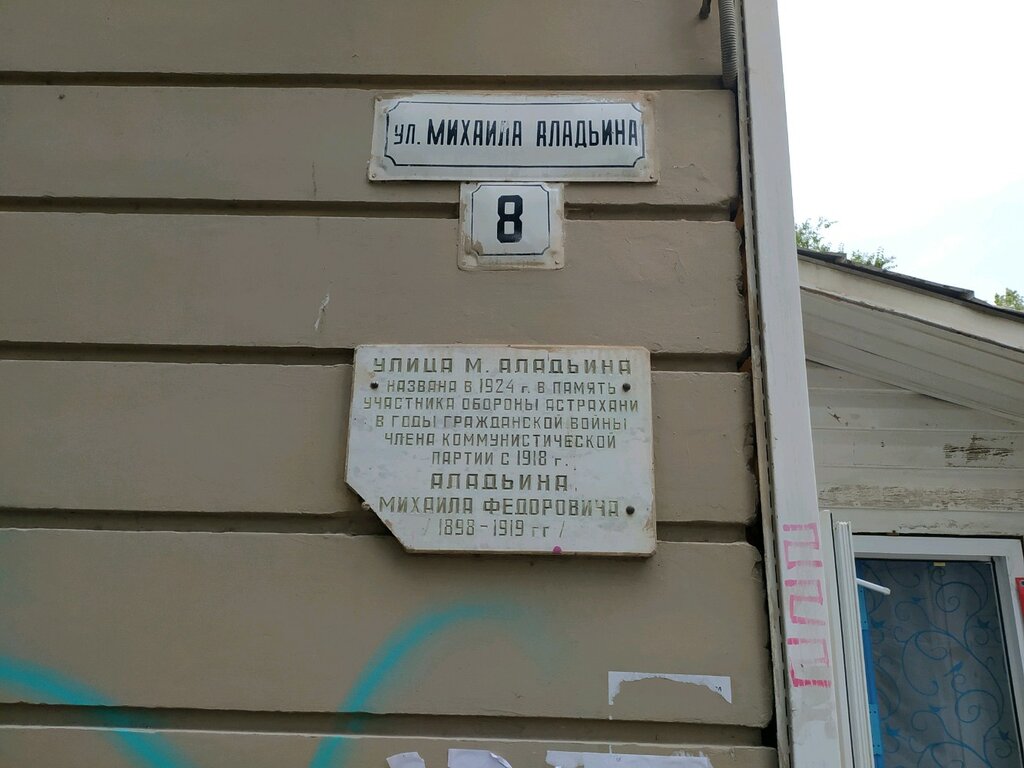 УЛ. МИХАИЛА АЛАДЬИНА
8
УЛИЦА М. АЛАДЬИНА
НАЗВАНА В 1924 г. В ПАМЯТЬ
УЧАСТНИКА ОБОРОНЫ АСТРАХАНИ
В ГОДЫ ГРАЖДАНСКОЙ ВОЙНЫ
ЧЛЕНА КОММУНИСТИЧЕСКОЙ
ПАРТИИ С 1918 г.
АЛАДЬИНА
МИХАИЛА ФЕДОРОВИЧА
/ 1898 - 1919 гг /